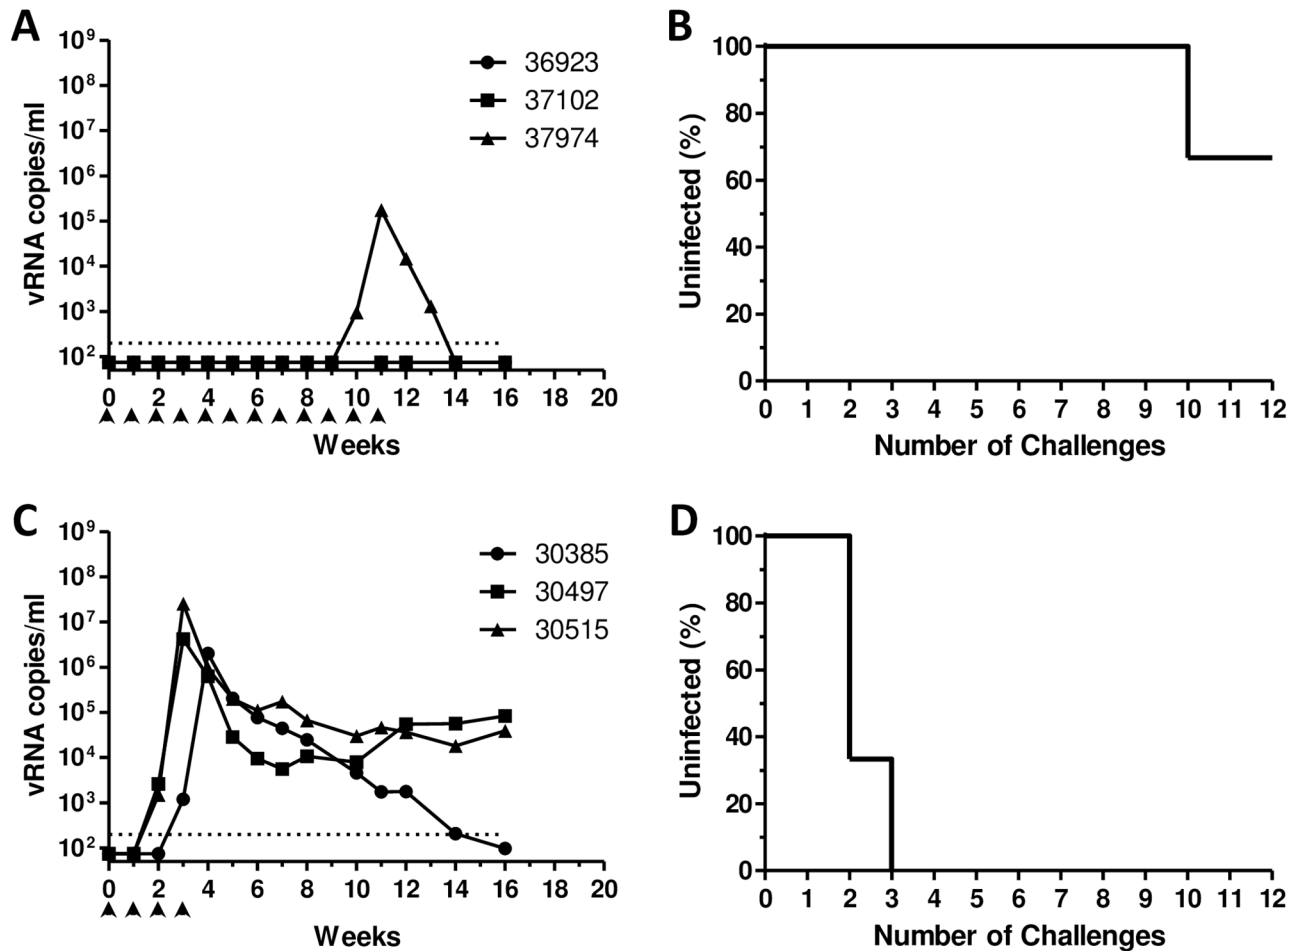 A
vRNA copies/ml
10⁹
10⁸
10⁷
10⁶
10⁵
10⁴
10³
10²
36923
37102
37974
0 2 4 6 8 10 12 14 16 20
Weeks
B
Uninfected (%)
100
80
60
40
20
0
0 1 2 3 4 5 6 7 8 9 10 11 12
Number of Challenges
C
vRNA copies/ml
10⁹
10⁸
10⁷
10⁶
10⁵
10⁴
10³
10²
30385
30497
30515
0 2 4 6 8 10 12 14 16 20
Weeks
D
Uninfected (%)
100
80
60
40
20
0
0 1 2 3 4 5 6 7 8 9 10 11 12
Number of Challenges